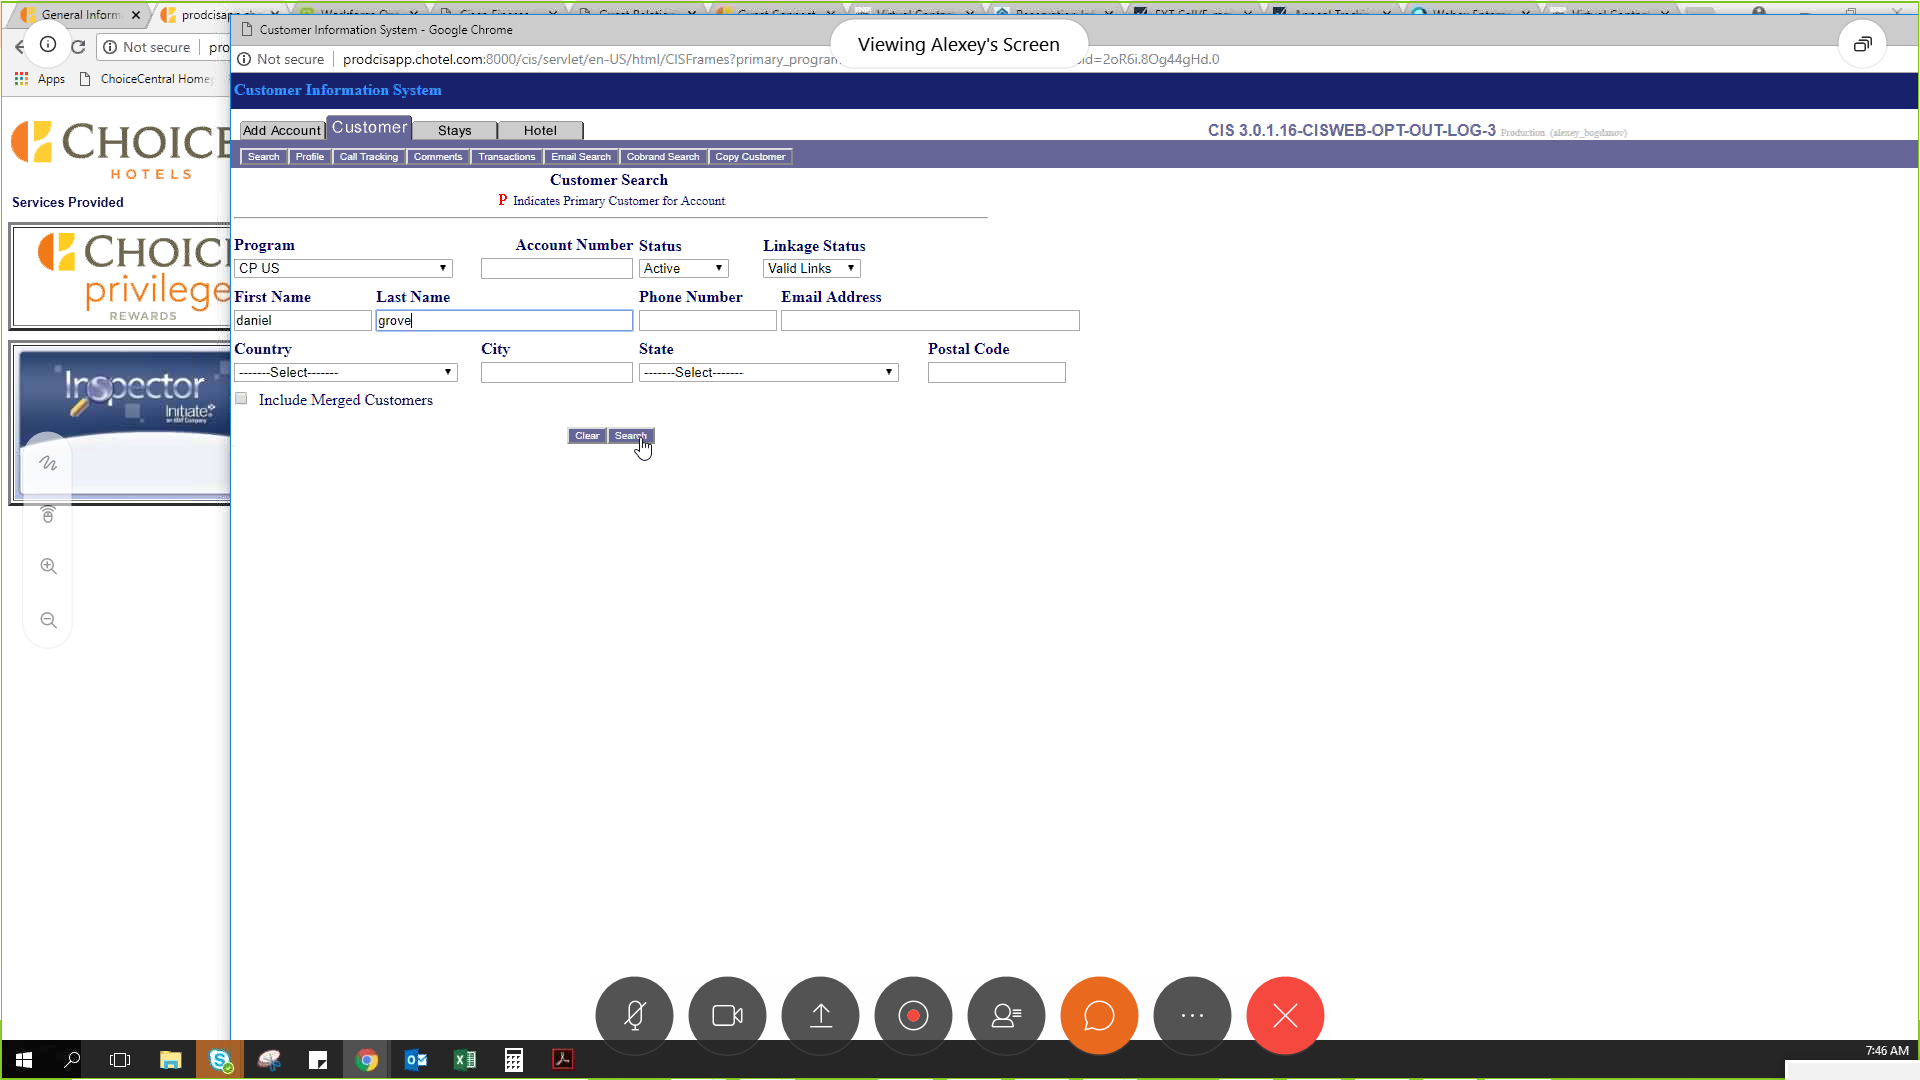 General Inform
prodcisap
Viewing Alexey's Screen
Customer Information System - Google Chrome
Not secure
pro
Not secure
prodcisapp.chotel.com:8000/cis/servlet/en-US/html/CISFrames?primary_progran
id=2oR6i.8Og44gHd.0
Apps
ChoiceCentral Home
Customer Information System
Add Account
Customer
Stays
Hotel
CIS 3.0.1.16-CISWEB-OPT-OUT-LOG-3 Production (alexey_bogdanov)
Search
Profile
Call Tracking
Comments
Transactions
Email Search
Cobrand Search
Copy Customer
CHOICE
HOTELS
Services Provided
CHOICE
privilege
REWARDS
Inspector
Initiate
an IBM Company
Customer Search
P Indicates Primary Customer for Account
Program
Account Number
Status
Linkage Status
CP US
Active
Valid Links
First Name
Last Name
Phone Number
Email Address
daniel
grove
Country
City
State
Postal Code
-------Select-------
-------Select-------
Include Merged Customers
Clear
Search
7:46 AM